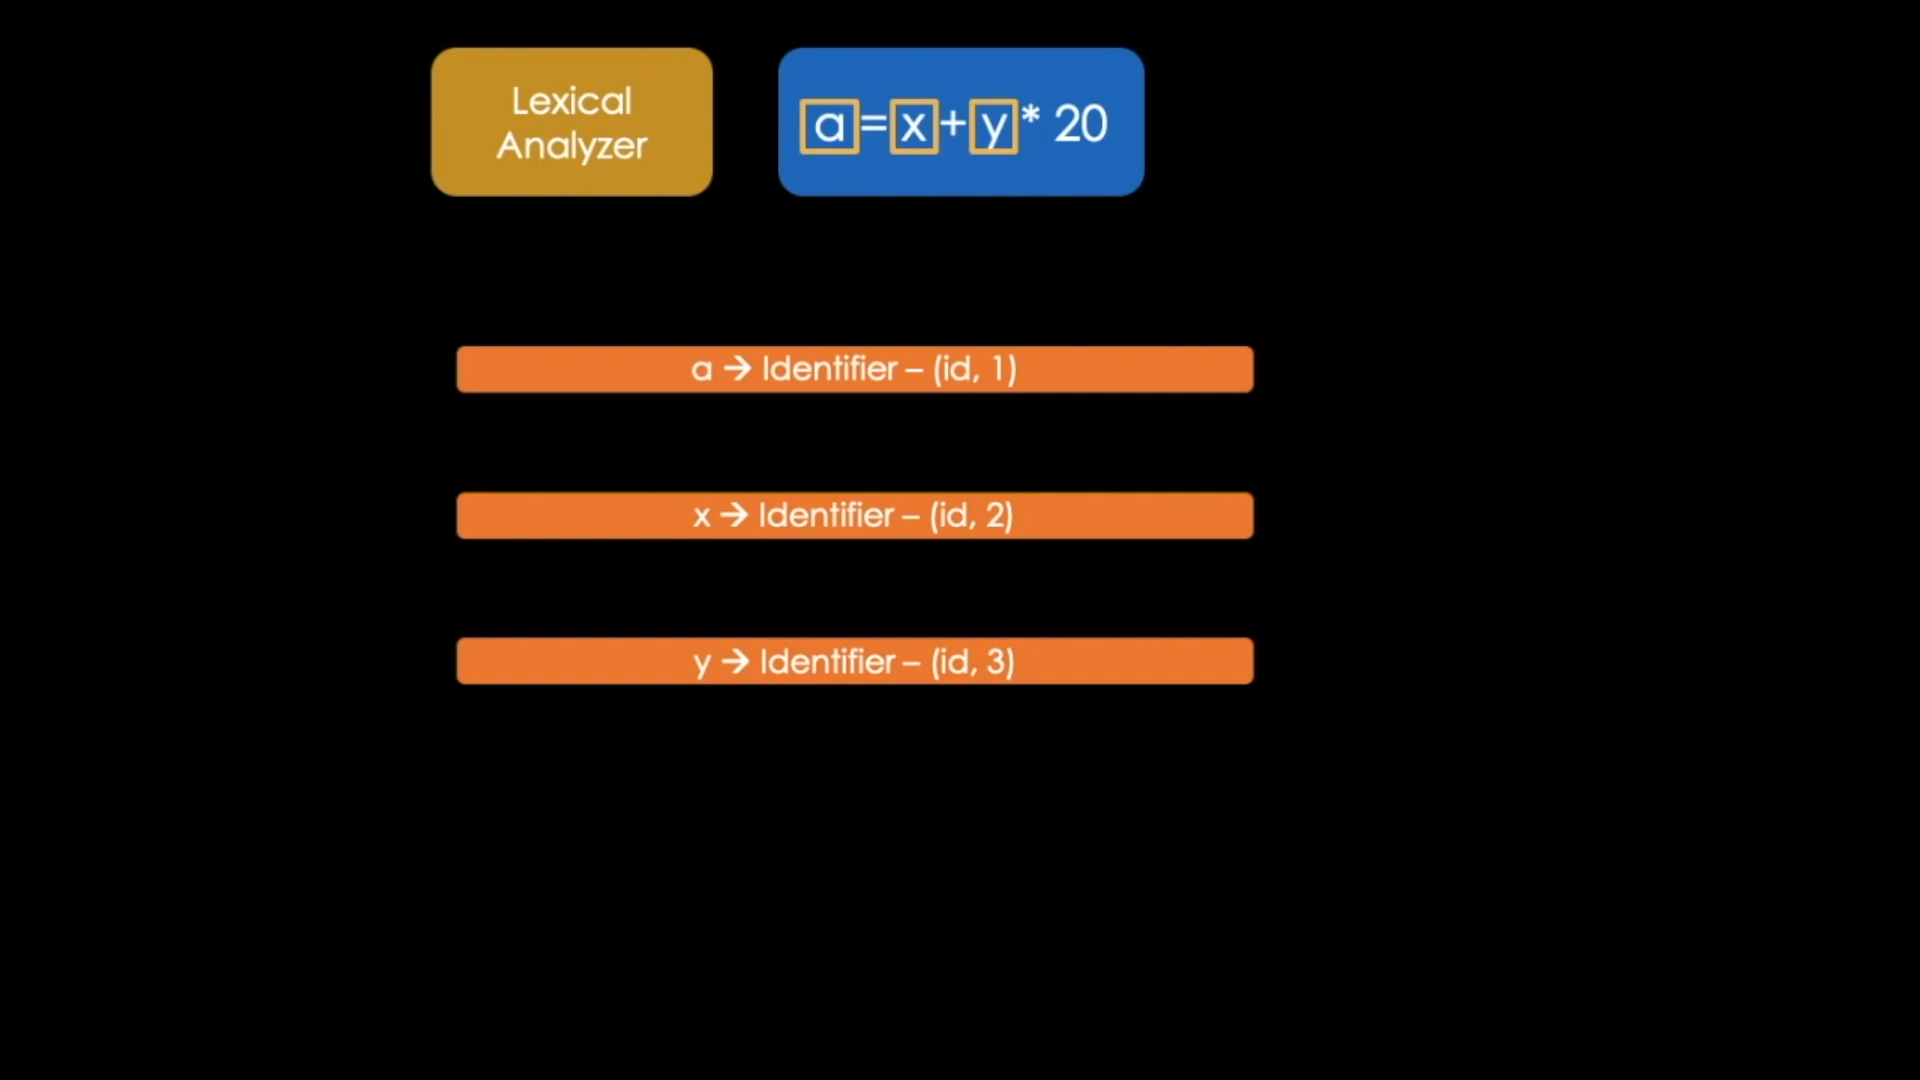 Lexical
Analyzer
a=x+y* 20
a → Identifier – (id, 1)
x → Identifier – (id, 2)
y → Identifier – (id, 3)